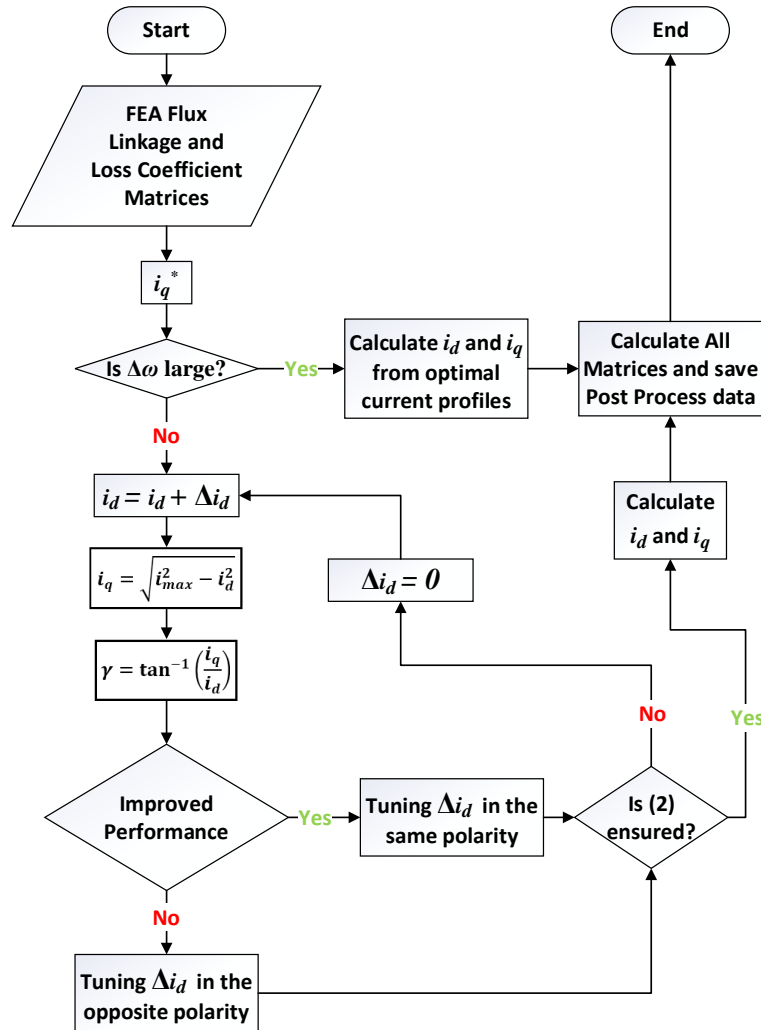 Start
FEA Flux
Linkage and
Loss Coefficient
Matrices
i_q^*
Is Δω large?
Yes
No
Calculate i_d and i_q
from optimal
current profiles
Calculate All
Matrices and save
Post Process data
End
i_d = i_d + Δi_d
i_q = √(i_max^2 − i_d^2)
γ = tan^−1(i_q/i_d)
Improved
Performance
Yes
No
Tuning Δi_d in the
same polarity
Tuning Δi_d in the
opposite polarity
Is (2)
ensured?
No
Yes
Δi_d = 0
Calculate
i_d and i_q